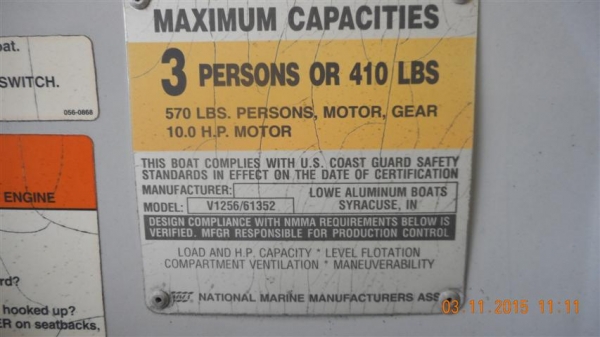 MAXIMUM CAPACITIES
3 PERSONS OR 410 LBS
570 LBS. PERSONS, MOTOR, GEAR
10.0 H.P. MOTOR
THIS BOAT COMPLIES WITH U.S. COAST GUARD SAFETY
STANDARDS IN EFFECT ON THE DATE OF CERTIFICATION
MANUFACTURER: LOWE ALUMINUM BOATS
MODEL: V1256/61352 SYRACUSE, IN
DESIGN COMPLIANCE WITH NMMA REQUIREMENTS BELOW IS
VERIFIED. MFGR RESPONSIBLE FOR PRODUCTION CONTROL
LOAD AND H.P. CAPACITY * LEVEL FLOTATION
COMPARTMENT VENTILATION * MANEUVERABILITY
NATIONAL MARINE MANUFACTURERS ASS
oat.
SWITCH.
056-0868
ENGINE
rd?
hooked up?
ER on seatbacks,
03.11.2016 11:11